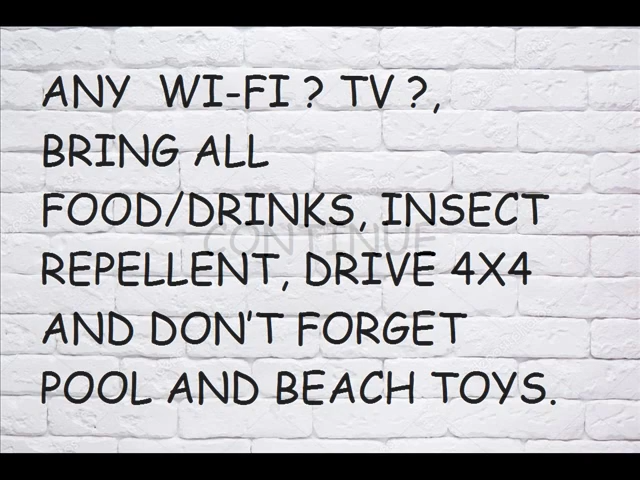 ANY WI-FI ? TV ?,
BRING ALL
FOOD/DRINKS, INSECT
CONTINUE
REPELLENT, DRIVE 4X4
AND DON'T FORGET
POOL AND BEACH TOYS.